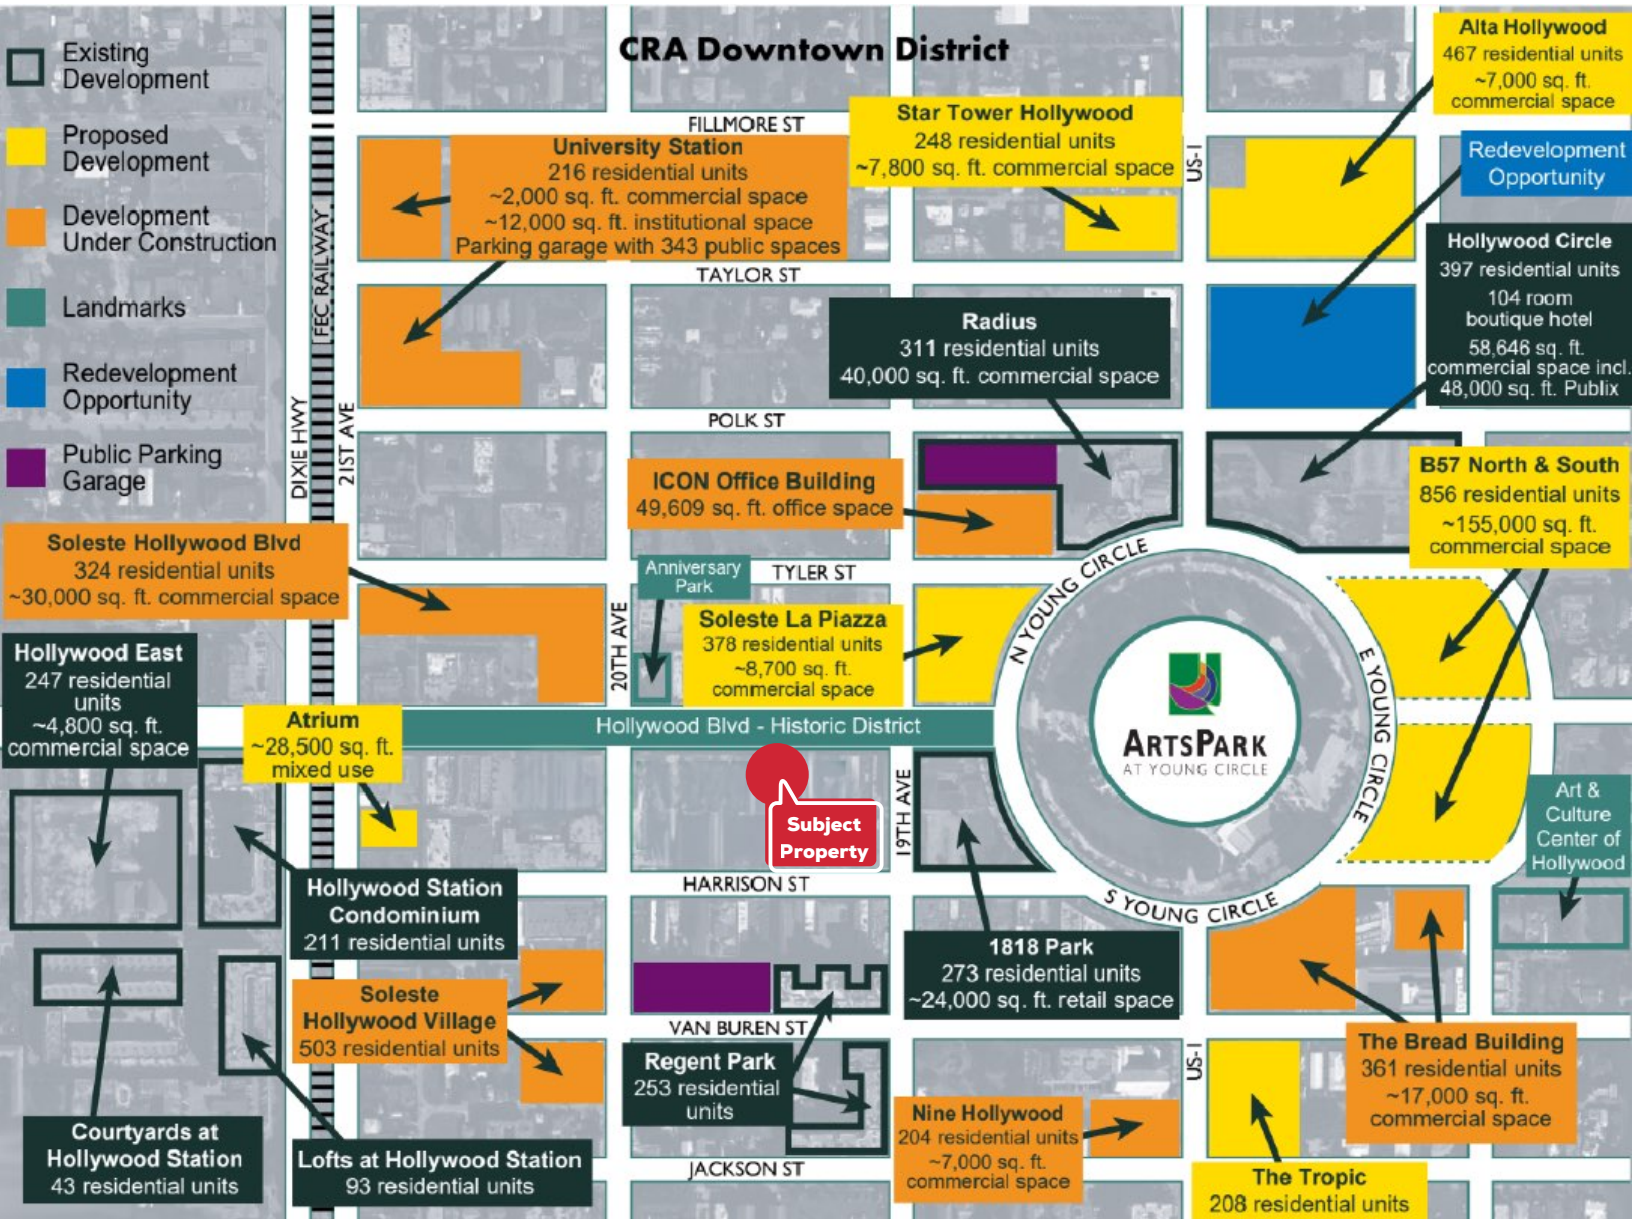 CRA Downtown District
Existing
Development
Proposed
Development
Development
Under Construction
Landmarks
Redevelopment
Opportunity
Public Parking
Garage
FILLMORE ST
TAYLOR ST
POLK ST
TYLER ST
HARRISON ST
VAN BUREN ST
JACKSON ST
DIXIE HWY
FEC RAILWAY
21ST AVE
20TH AVE
19TH AVE
US-1
US-1
N YOUNG CIRCLE
E YOUNG CIRCLE
S YOUNG CIRCLE
Alta Hollywood
467 residential units
~7,000 sq. ft.
commercial space
Star Tower Hollywood
248 residential units
~7,800 sq. ft. commercial space
University Station
216 residential units
~2,000 sq. ft. commercial space
~12,000 sq. ft. institutional space
Parking garage with 343 public spaces
Redevelopment
Opportunity
Hollywood Circle
397 residential units
104 room
boutique hotel
58,646 sq. ft.
commercial space incl.
48,000 sq. ft. Publix
Radius
311 residential units
40,000 sq. ft. commercial space
ICON Office Building
49,609 sq. ft. office space
B57 North & South
856 residential units
~155,000 sq. ft.
commercial space
Soleste Hollywood Blvd
324 residential units
~30,000 sq. ft. commercial space
Anniversary
Park
Soleste La Piazza
378 residential units
~8,700 sq. ft.
commercial space
Hollywood East
247 residential
units
~4,800 sq. ft.
commercial space
Atrium
~28,500 sq. ft.
mixed use
Hollywood Blvd - Historic District
ARTSPARK
AT YOUNG CIRCLE
Subject
Property
Art &
Culture
Center of
Hollywood
Hollywood Station
Condominium
211 residential units
1818 Park
273 residential units
~24,000 sq. ft. retail space
Soleste
Hollywood Village
503 residential units
Regent Park
253 residential
units
The Bread Building
361 residential units
~17,000 sq. ft.
commercial space
Nine Hollywood
204 residential units
~7,000 sq. ft.
commercial space
Courtyards at
Hollywood Station
43 residential units
Lofts at Hollywood Station
93 residential units
The Tropic
208 residential units